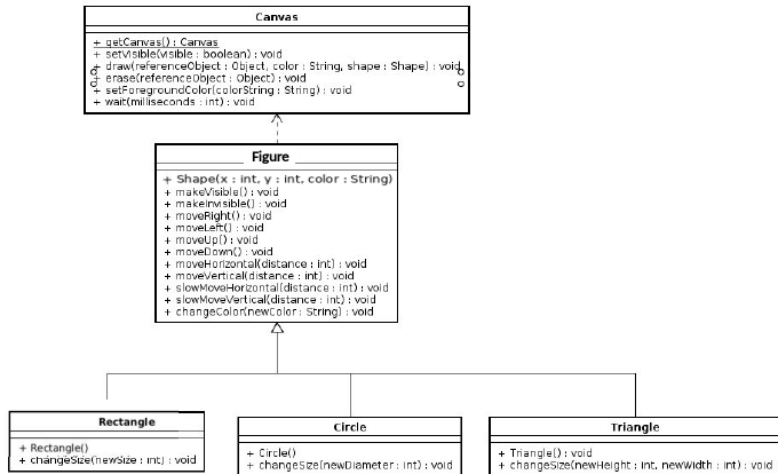 Canvas
+ getCanvas() : Canvas
+ setVisible(visible : boolean) : void
+ draw(referenceObject : Object, color : String, shape : Shape) : void
+ erase(referenceObject : Object) : void
+ setForegroundColor(colorString : String) : void
+ wait(milliseconds : int) : void
Figure
+ Shape(x : int, y : int, color : String)
+ makeVisible() : void
+ makeInvisible() : void
+ moveRight() : void
+ moveLeft() : void
+ moveUp() : void
+ moveDown() : void
+ moveHorizontal(distance : int) : void
+ moveVertical(distance : int) : void
+ slowMoveHorizontal(distance : int) : void
+ slowMoveVertical(distance : int) : void
+ changeColor(newColor : String) : void
Rectangle
+ Rectangle()
+ changeSize(newSize : int) : void
Circle
+ Circle()
+ changeSize(newDiameter : int) : void
Triangle
+ Triangle() : void
+ changeSize(newHeight : int, newWidth : int) : void